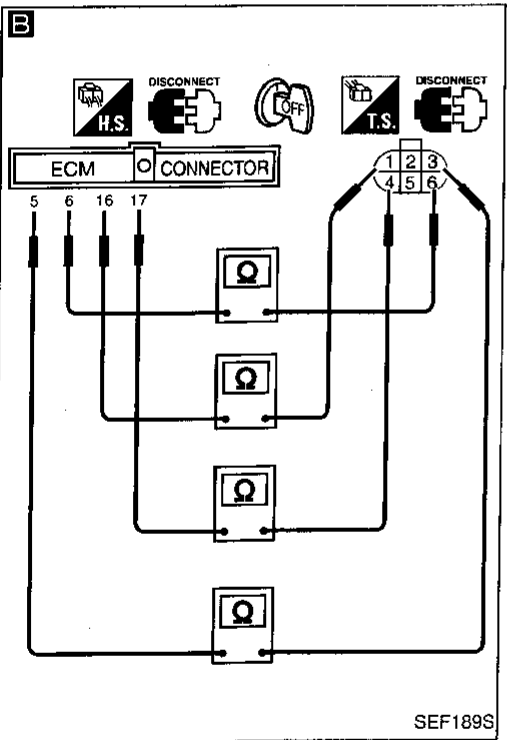 B
DISCONNECT
DISCONNECT
H.S.
OFF
T.S.
ECM CONNECTOR
1 2 3
4 5 6
5 6 16 17
Ω
Ω
Ω
Ω
SEF189S